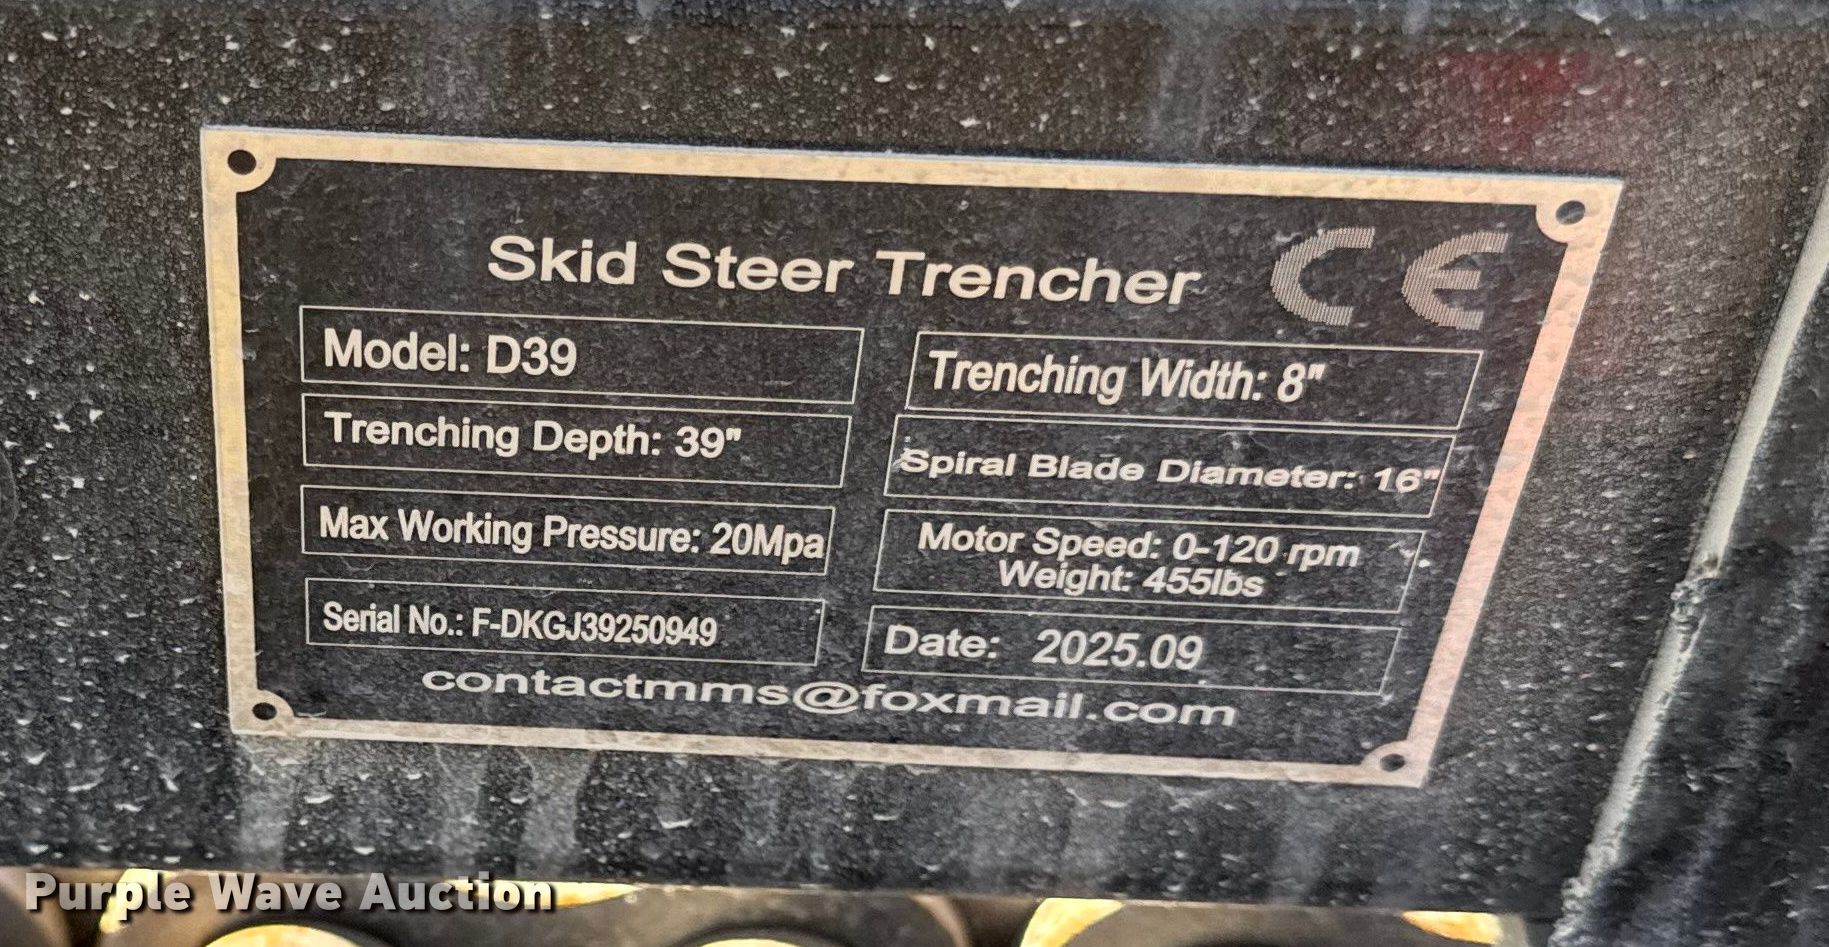 Skid Steer Trencher CE
Model: D39
Trenching Width: 8"
Trenching Depth: 39"
Spiral Blade Diameter: 16"
Max Working Pressure: 20Mpa
Motor Speed: 0-120 rpm
Weight: 455lbs
Serial No.: F-DKGJ39250949
Date: 2025.09
contactmms@foxmail.com
Purple Wave Auction